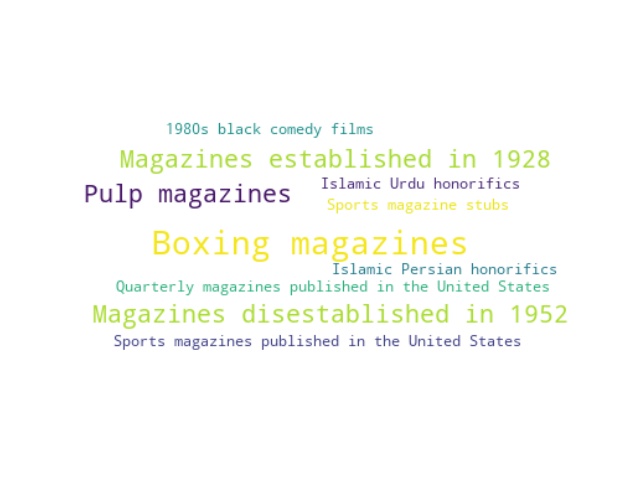 1980s black comedy films
Magazines established in 1928
Pulp magazines
Islamic Urdu honorifics
Sports magazine stubs
Boxing magazines
Islamic Persian honorifics
Quarterly magazines published in the United States
Magazines disestablished in 1952
Sports magazines published in the United States